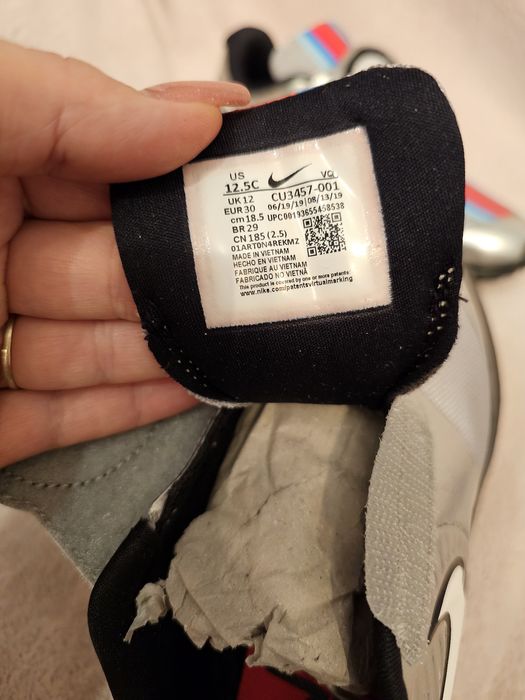 US
12.5C
UK 12
EUR 30
cm 18.5
BR 29
CN 185 (2.5)
VQ
CU3457-001
06/19/19|08/13/19
UPC00193655458538
01ART0N4REKMZ
MADE IN VIETNAM
HECHO EN VIETNAM
FABRIQUE AU VIETNAM
FABRICADO NO VIETNÃ
This product is covered by one or more patents
www.nike.com/patentsvirtualmarking